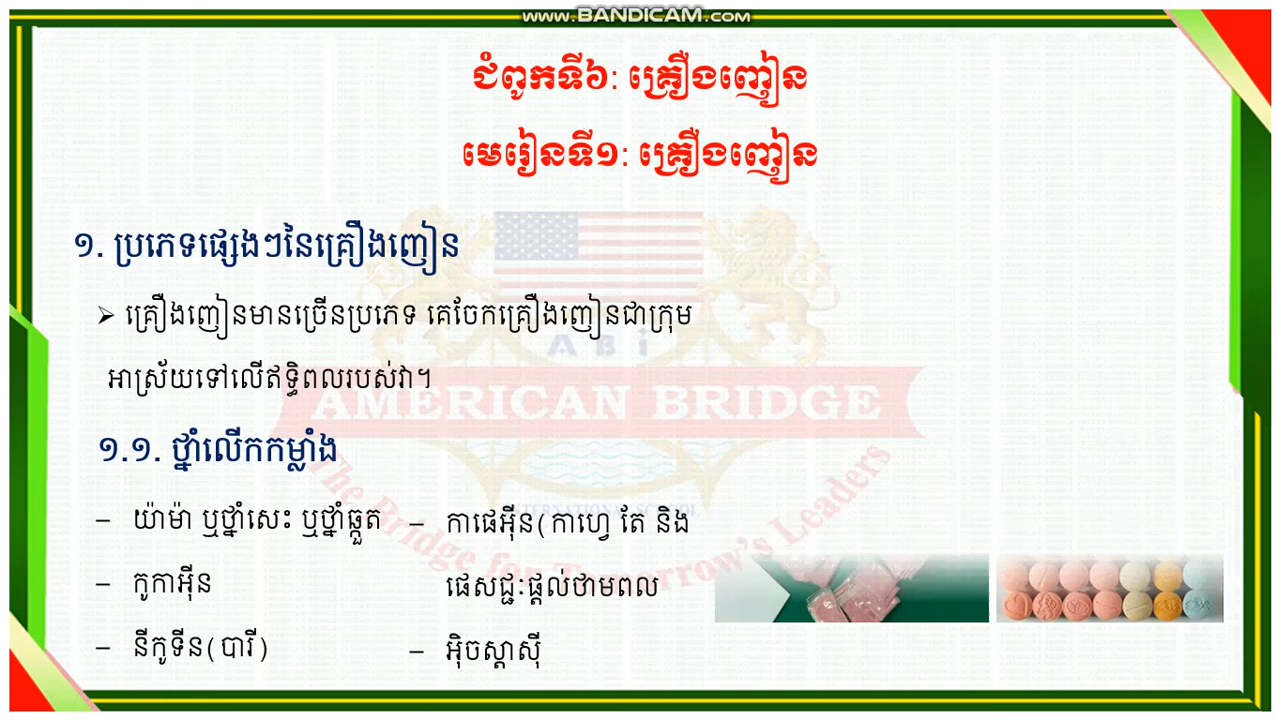 www.BANDICAM.com
ជំពូកទី៦: គ្រឿងញៀន
មេរៀនទី១: គ្រឿងញៀន
១. ប្រភេទផ្សេងៗនៃគ្រឿងញៀន
➢ គ្រឿងញៀនមានច្រើនប្រភេទ គេចែកគ្រឿងញៀនជាក្រុម
អាស្រ័យទៅលើឥទ្ធិពលរបស់វា។
ABi
AMERICAN BRIDGE
១.១. ថ្នាំលើកកម្លាំង
INTERNATIONAL SCHOOL
The Bridge for Tomorrow's Leaders
– យ៉ាម៉ា ឬថ្នាំសេះ ឬថ្នាំឆ្កួត
– កូកាអ៊ីន
– នីកូទីន(បារី)
– កាផេអ៊ីន(កាហ្វេ តែ និង
ផេសជ្ជៈផ្តល់ថាមពល
– អ៊ិចស្តាស៊ី